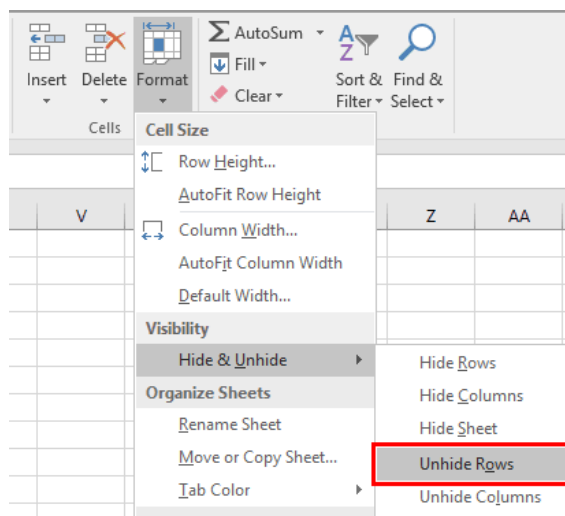 Insert
Delete
Format
Cells
AutoSum
Fill
Clear
Sort &
Filter
Find &
Select
V
Z
AA
Cell Size
Row Height...
AutoFit Row Height
Column Width...
AutoFit Column Width
Default Width...
Visibility
Hide & Unhide
Organize Sheets
Rename Sheet
Move or Copy Sheet...
Tab Color
Hide Rows
Hide Columns
Hide Sheet
Unhide Rows
Unhide Columns